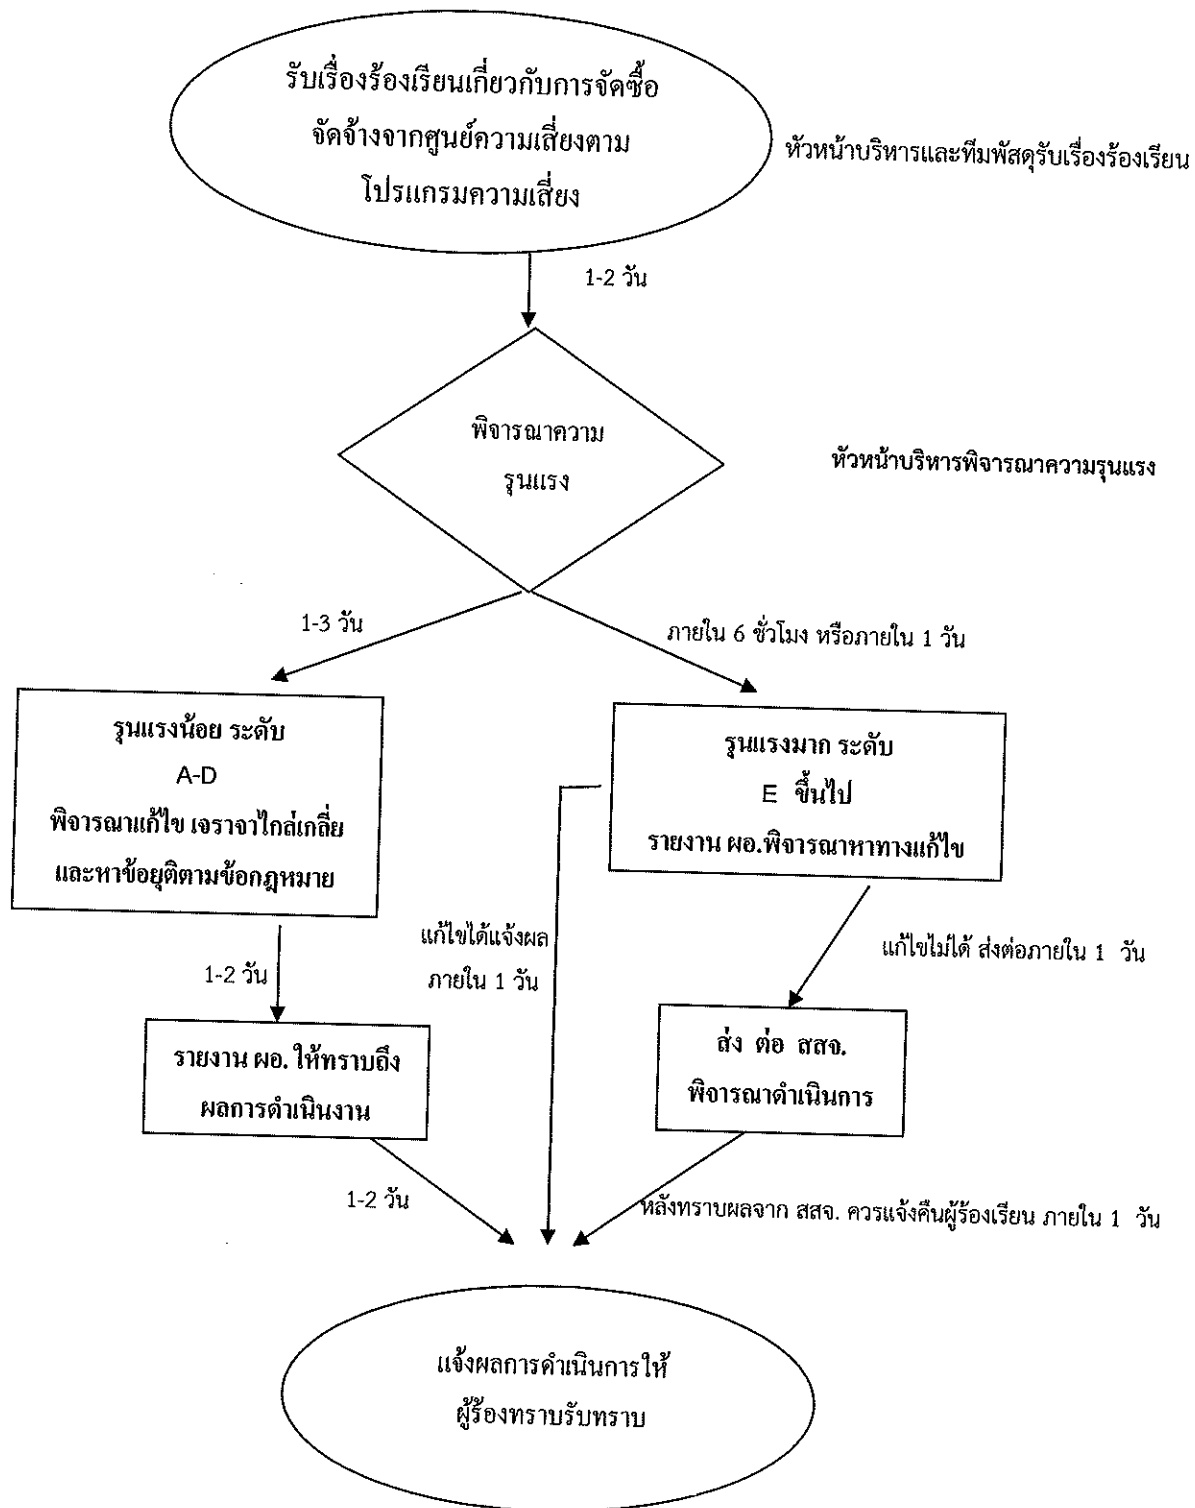 รับเรื่องร้องเรียนเกี่ยวกับการจัดซื้อ
จัดจ้างจากศูนย์ความเสี่ยงตาม
โปรแกรมความเสี่ยง
หัวหน้าบริหารและทีมพัสดุรับเรื่องร้องเรียน
1-2 วัน
พิจารณาความ
รุนแรง
หัวหน้าบริหารพิจารณาความรุนแรง
1-3 วัน
ภายใน 6 ชั่วโมง หรือภายใน 1 วัน
รุนแรงน้อย ระดับ
A-D
พิจารณาแก้ไข เจราจาไกล่เกลี่ย
และหาข้อยุติตามข้อกฎหมาย
รุนแรงมาก ระดับ
E ขึ้นไป
รายงาน ผอ.พิจารณาหาทางแก้ไข
1-2 วัน
แก้ไขได้แจ้งผล
ภายใน 1 วัน
แก้ไขไม่ได้ ส่งต่อภายใน 1 วัน
รายงาน ผอ. ให้ทราบถึง
ผลการดำเนินงาน
ส่ง ต่อ สสจ.
พิจารณาดำเนินการ
1-2 วัน
หลังทราบผลจาก สสจ. ควรแจ้งคืนผู้ร้องเรียน ภายใน 1 วัน
แจ้งผลการดำเนินการให้
ผู้ร้องทราบรับทราบ